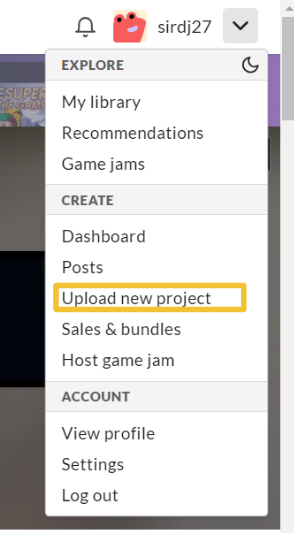 sirdj27
EXPLORE
My library
Recommendations
Game jams
CREATE
Dashboard
Posts
Upload new project
Sales & bundles
Host game jam
ACCOUNT
View profile
Settings
Log out